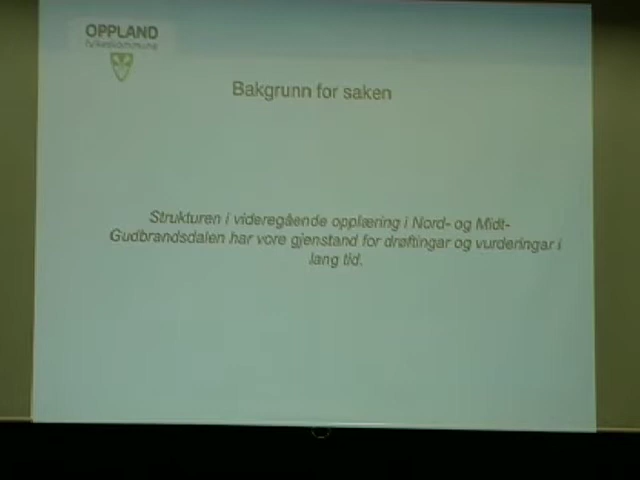 OPPLAND
fylkeskommune
Bakgrunn for saken
Strukturen i videregåande opplæring i Nord- og Midt-
Gudbrandsdalen har vore gjenstand for drøftingar og vurderingar i
lang tid.